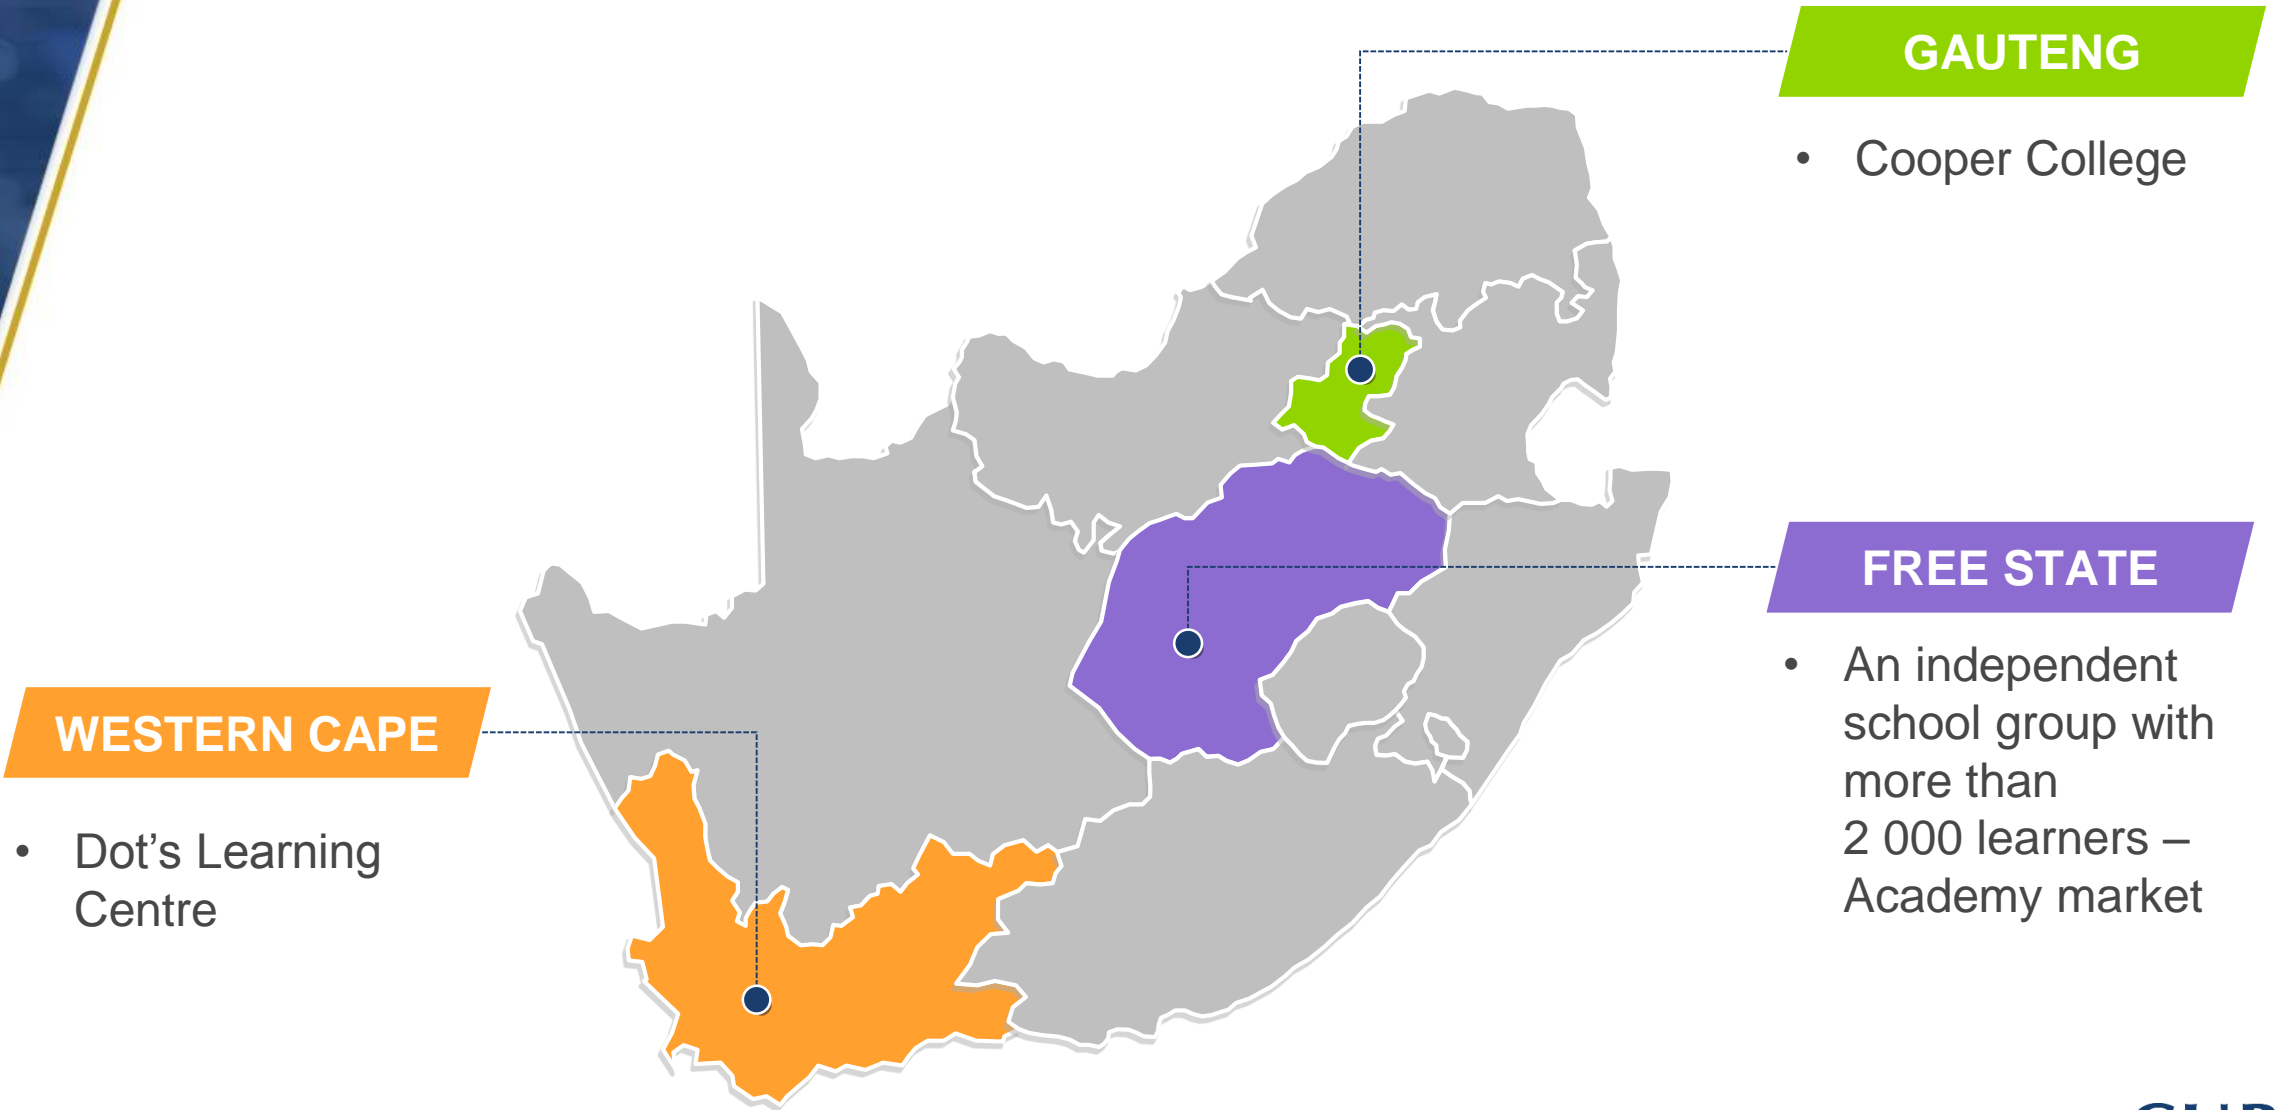 GAUTENG
• Cooper College
FREE STATE
• An independent
school group with
more than
2 000 learners –
Academy market
WESTERN CAPE
• Dot’s Learning
Centre